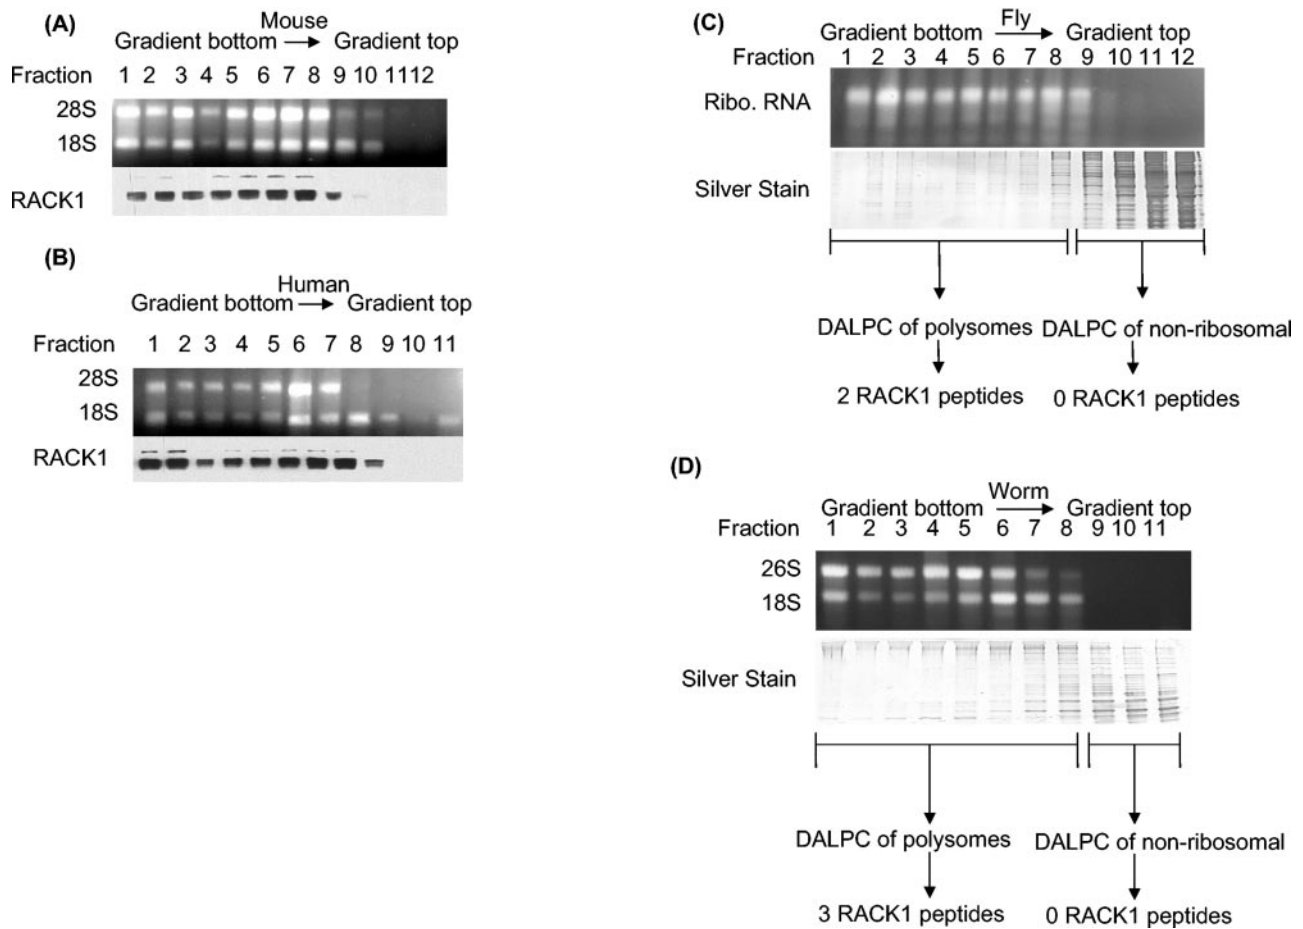 (A)
Mouse
Gradient bottom Gradient top
Fraction 1 2 3 4 5 6 7 8 9 10 11 12
28S
18S
RACK1
(B)
Human
Gradient bottom Gradient top
Fraction 1 2 3 4 5 6 7 8 9 10 11
28S
18S
RACK1
(C)
Fly
Gradient bottom Gradient top
Fraction 1 2 3 4 5 6 7 8 9 10 11 12
Ribo. RNA
Silver Stain
DALPC of polysomes DALPC of non-ribosomal
2 RACK1 peptides 0 RACK1 peptides
(D)
Worm
Gradient bottom Gradient top
Fraction 1 2 3 4 5 6 7 8 9 10 11
26S
18S
Silver Stain
DALPC of polysomes DALPC of non-ribosomal
3 RACK1 peptides 0 RACK1 peptides